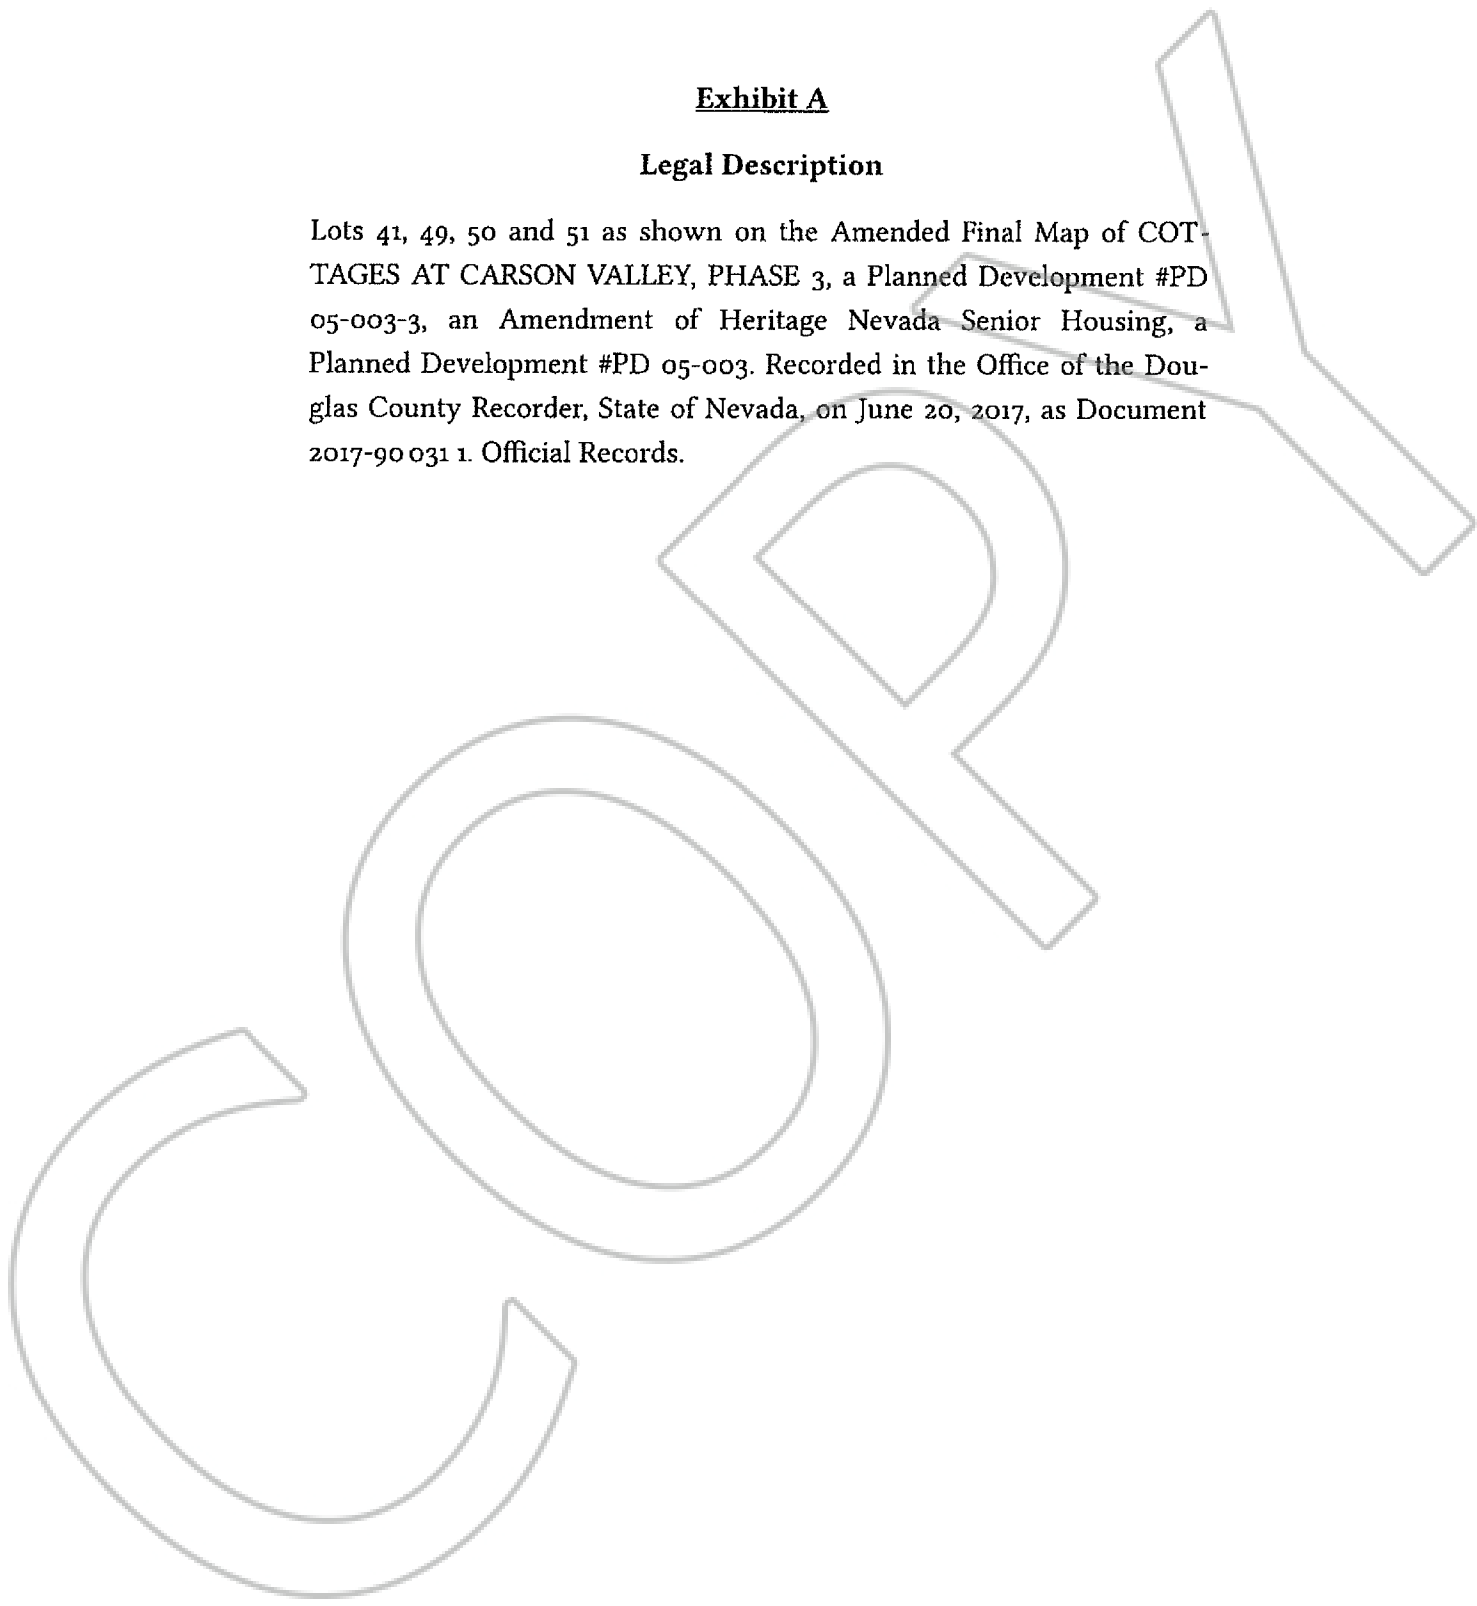 Exhibit A
Legal Description
Lots 41, 49, 50 and 51 as shown on the Amended Final Map of COT-
TAGES AT CARSON VALLEY, PHASE 3, a Planned Development #PD
05-003-3, an Amendment of Heritage Nevada Senior Housing, a
Planned Development #PD 05-003. Recorded in the Office of the Dou-
glas County Recorder, State of Nevada, on June 20, 2017, as Document
2017-90 031 1. Official Records.
COPY